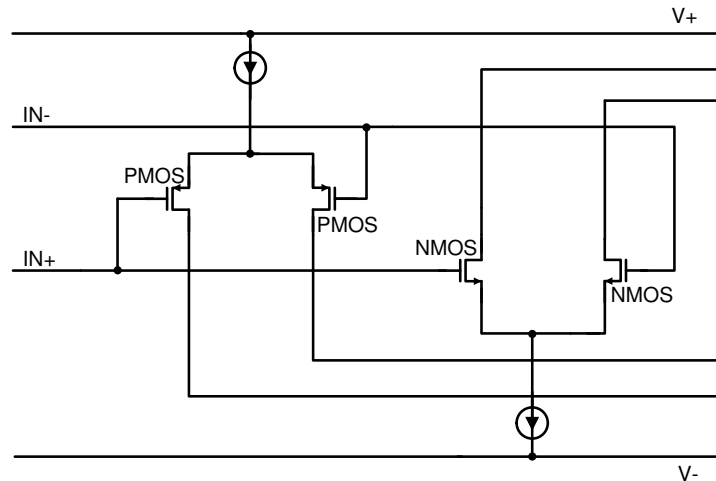 V+
IN-
PMOS
PMOS
NMOS
IN+
NMOS
V-